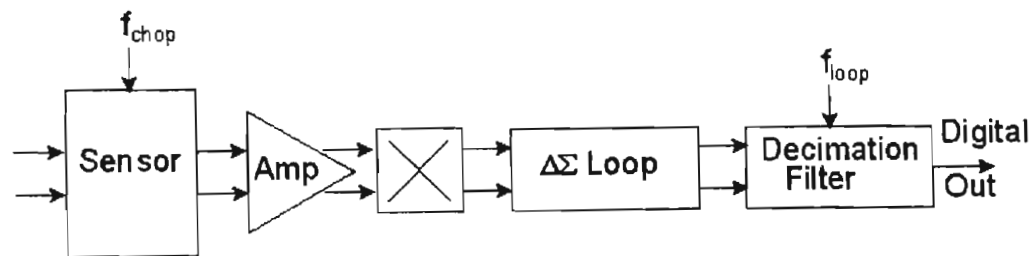 f_chop
f_loop
Sensor
Amp
ΔΣ Loop
Decimation
Filter
Digital
Out